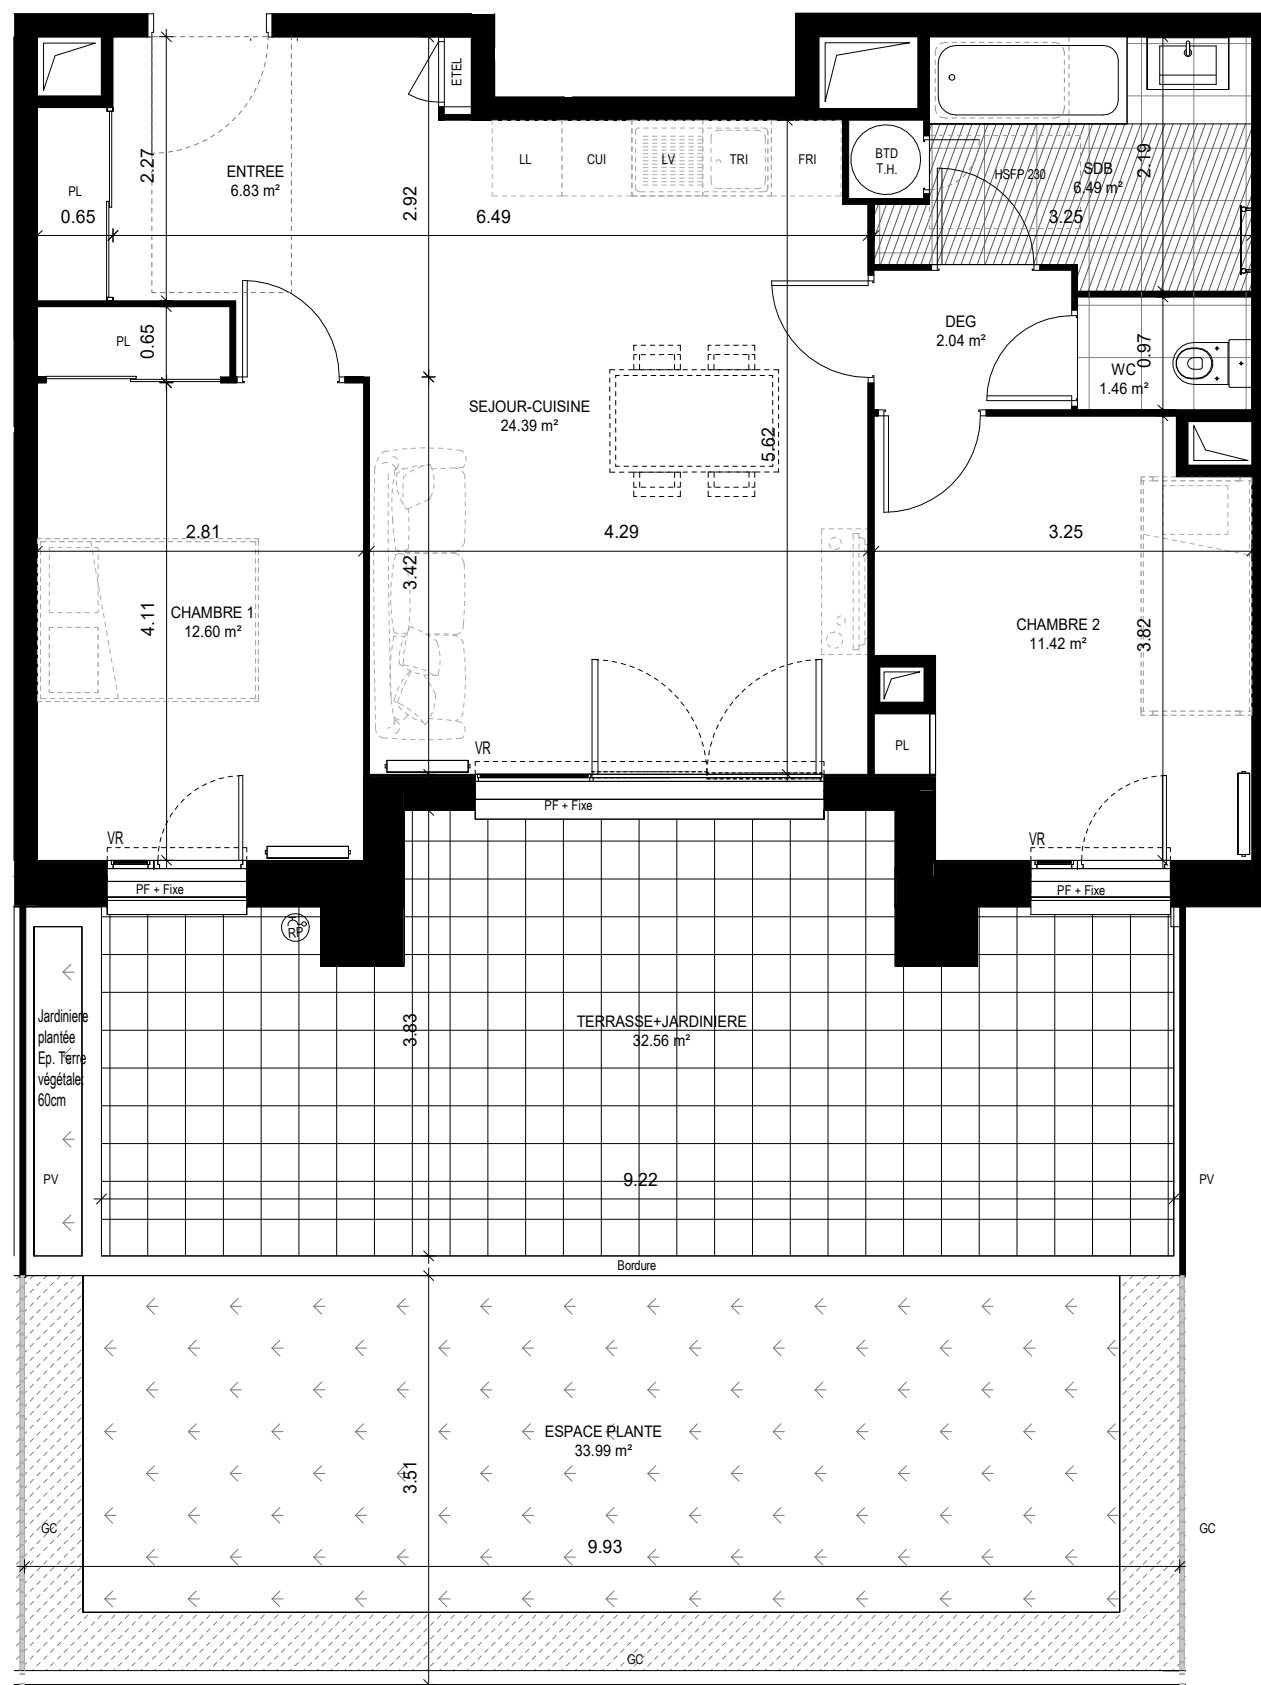 ETEL
ENTREE
6.83 m²
2.27
2.92
PL
0.65
6.49
LL
CUI
LV
TRI
FRI
BTD
T.H.
HSFP 230
SDB
6.49 m²
2.19
3.25
PL
0.65
DEG
2.04 m²
WC
1.46 m²
0.97
SEJOUR-CUISINE
24.39 m²
5.62
2.81
4.29
3.25
3.42
4.11
CHAMBRE 1
12.60 m²
CHAMBRE 2
11.42 m²
3.82
PL
VR
PF + Fixe
VR
PF + Fixe
VR
PF + Fixe
RP
Jardiniere
plantée
Ep. Terre
végétale:
60cm
3.83
TERRASSE+JARDINIERE
32.56 m²
PV
9.22
PV
Bordure
ESPACE PLANTE
33.99 m²
3.51
GC
9.93
GC
GC